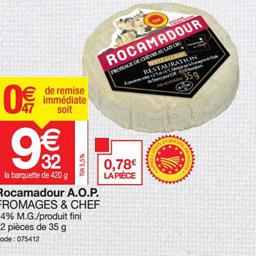 ROCAMADOUR
FROMAGE DE CHÈVRE AU LAIT CRU
RESTAURATION
35g
0€47
de remise
immédiate
soit
9€32
la barquette de 420 g
TVA 5,5%
0,78€
LA PIÈCE
Rocamadour A.O.P.
FROMAGES & CHEF
4% M.G./produit fini
2 pièces de 35 g
ode : 075412